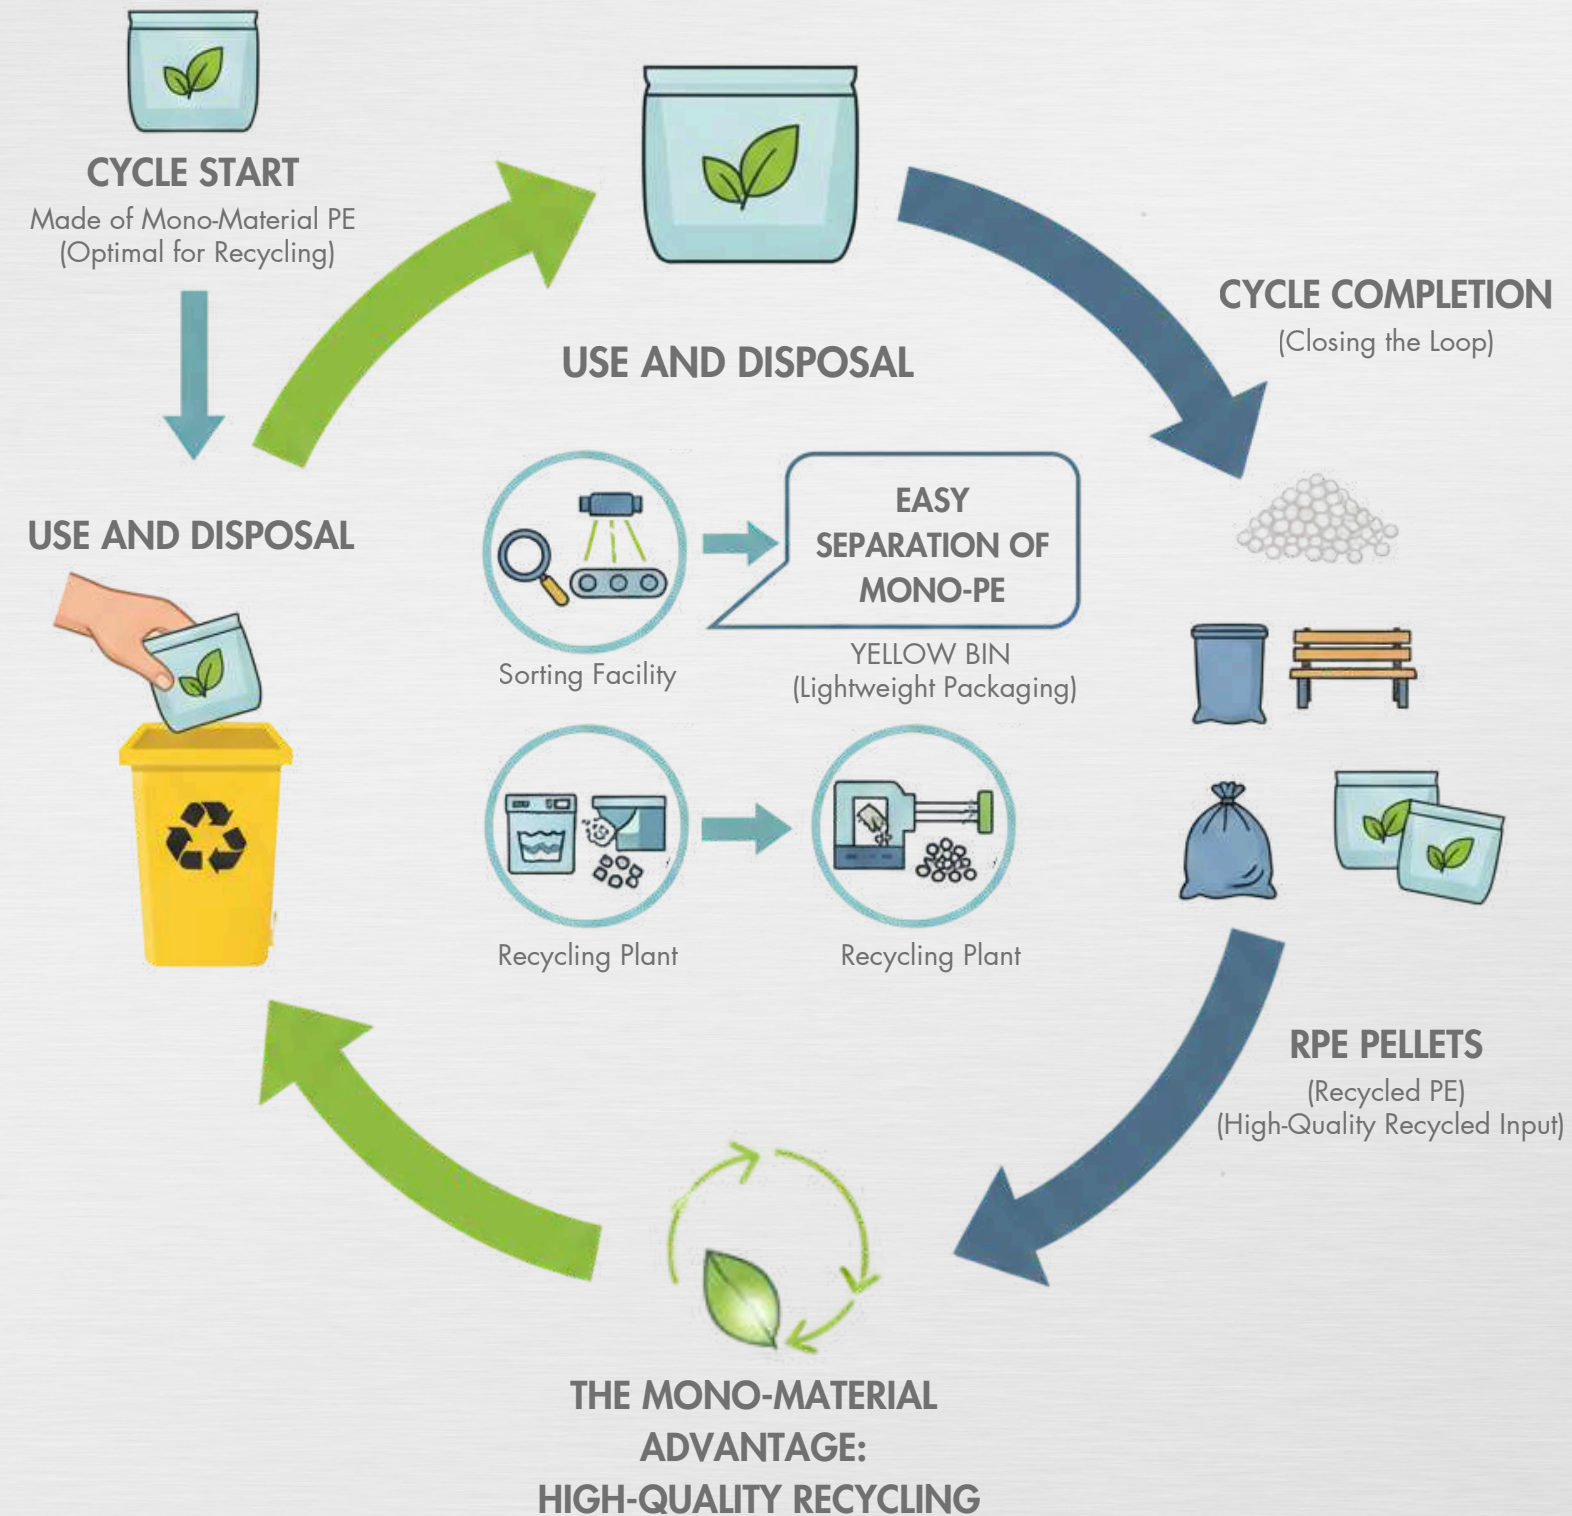 CYCLE START
Made of Mono-Material PE
(Optimal for Recycling)
USE AND DISPOSAL
CYCLE COMPLETION
(Closing the Loop)
USE AND DISPOSAL
EASY
SEPARATION OF
MONO-PE
Sorting Facility
YELLOW BIN
(Lightweight Packaging)
Recycling Plant
Recycling Plant
RPE PELLETS
(Recycled PE)
(High-Quality Recycled Input)
THE MONO-MATERIAL
ADVANTAGE:
HIGH-QUALITY RECYCLING